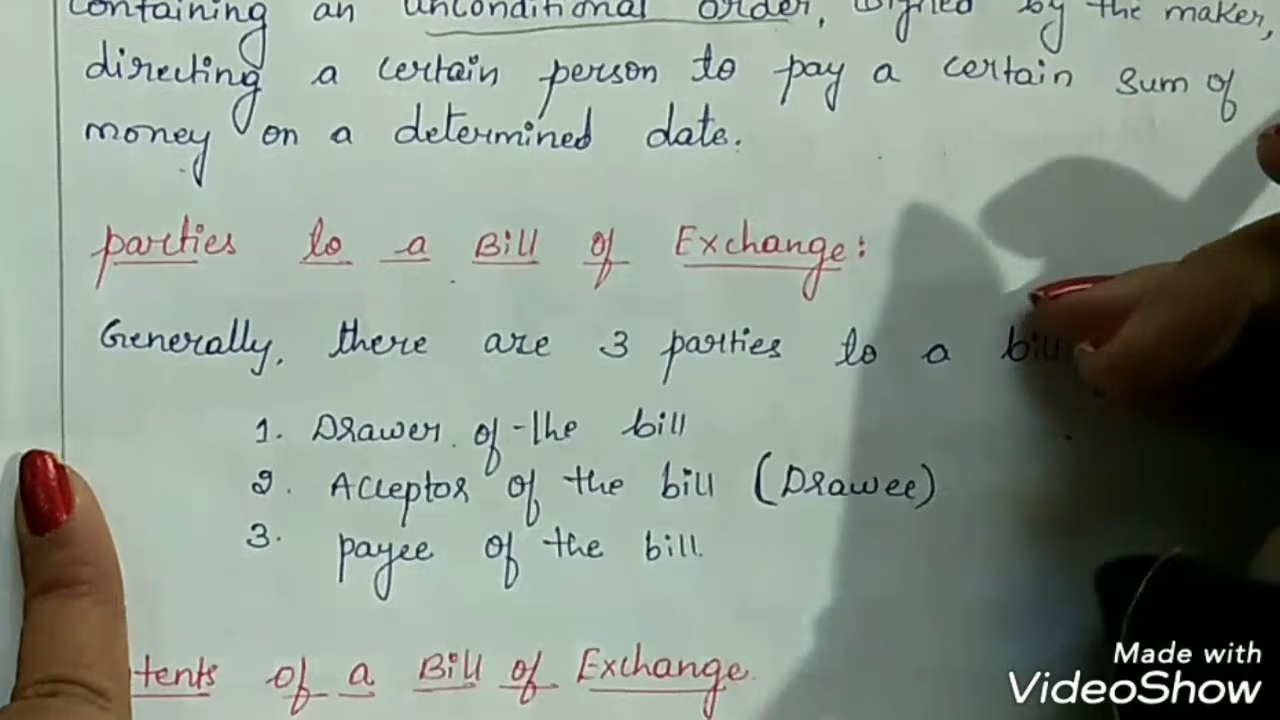 containing an unconditional order, signed by the maker,
directing a certain person to pay a certain sum of
money on a determined date.
parties to a Bill of Exchange:
Generally, there are 3 parties to a bill
1. Drawer of the bill
2. Acceptor of the bill (Drawee)
3. payee of the bill.
tents of a Bill of Exchange.
Made with
VideoShow